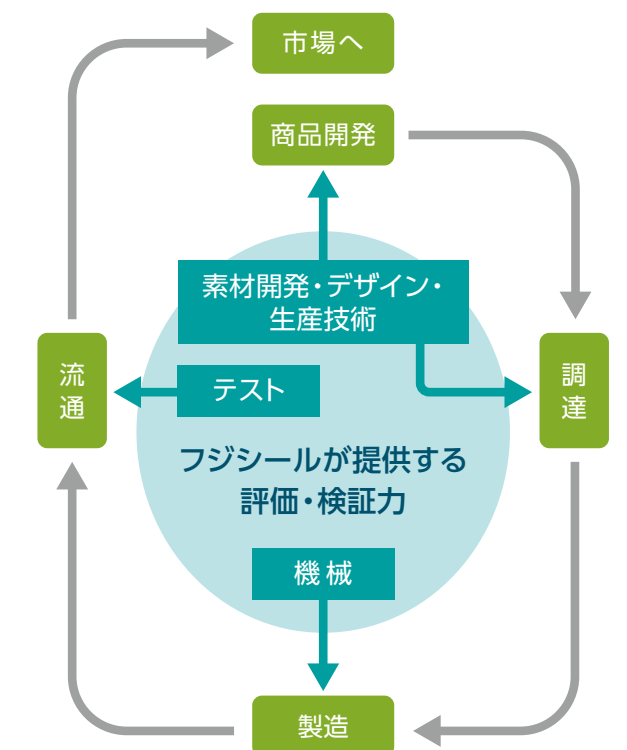 市場へ
商品開発
素材開発・デザイン・
生産技術
流通
調達
テスト
フジシールが提供する
評価・検証力
機械
製造